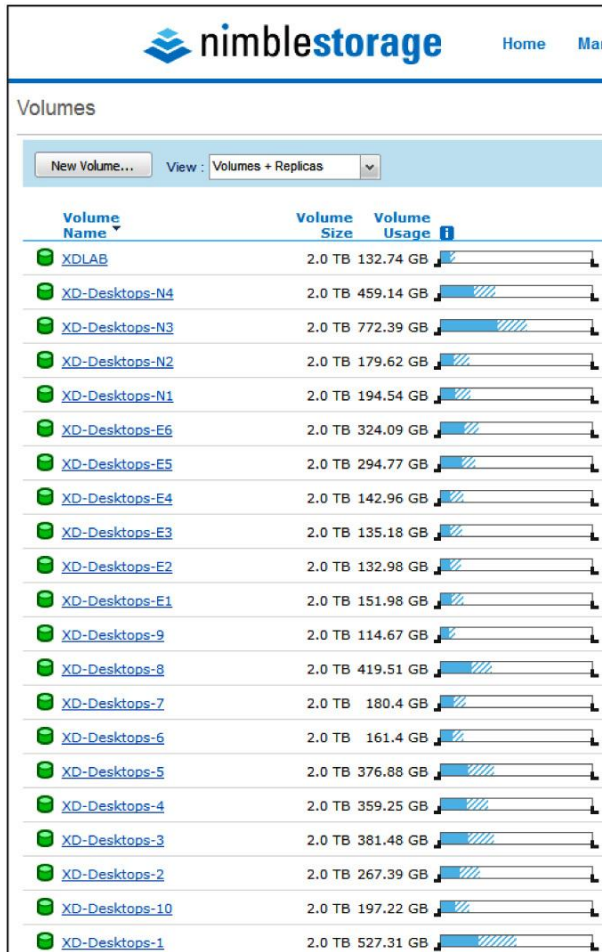 nimblestorage Home
Volumes
New Volume... View : Volumes + Replicas
Volume Volume Volume
Name Size Usage i
XDLAB 2.0 TB 132.74 GB
XD-Desktops-N4 2.0 TB 459.14 GB
XD-Desktops-N3 2.0 TB 772.39 GB
XD-Desktops-N2 2.0 TB 179.62 GB
XD-Desktops-N1 2.0 TB 194.54 GB
XD-Desktops-E6 2.0 TB 324.09 GB
XD-Desktops-E5 2.0 TB 294.77 GB
XD-Desktops-E4 2.0 TB 142.96 GB
XD-Desktops-E3 2.0 TB 135.18 GB
XD-Desktops-E2 2.0 TB 132.98 GB
XD-Desktops-E1 2.0 TB 151.98 GB
XD-Desktops-9 2.0 TB 114.67 GB
XD-Desktops-8 2.0 TB 419.51 GB
XD-Desktops-7 2.0 TB 180.4 GB
XD-Desktops-6 2.0 TB 161.4 GB
XD-Desktops-5 2.0 TB 376.88 GB
XD-Desktops-4 2.0 TB 359.25 GB
XD-Desktops-3 2.0 TB 381.48 GB
XD-Desktops-2 2.0 TB 267.39 GB
XD-Desktops-10 2.0 TB 197.22 GB
XD-Desktops-1 2.0 TB 527.31 GB